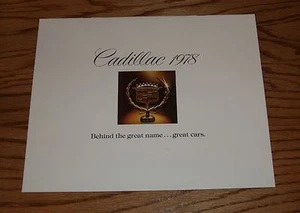 Cadillac 1978
Behind the great name...great cars.